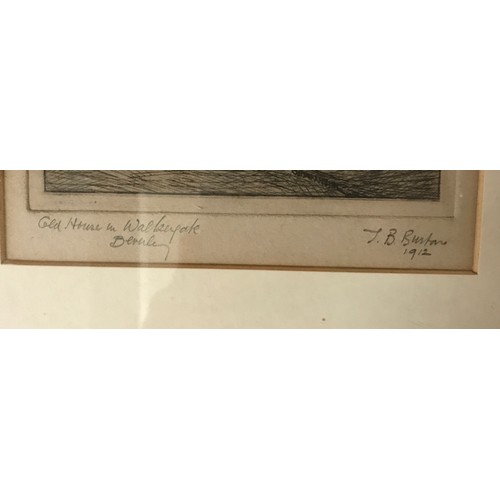 Old House in Walkergate
Beverley
T. B. Burton
1912